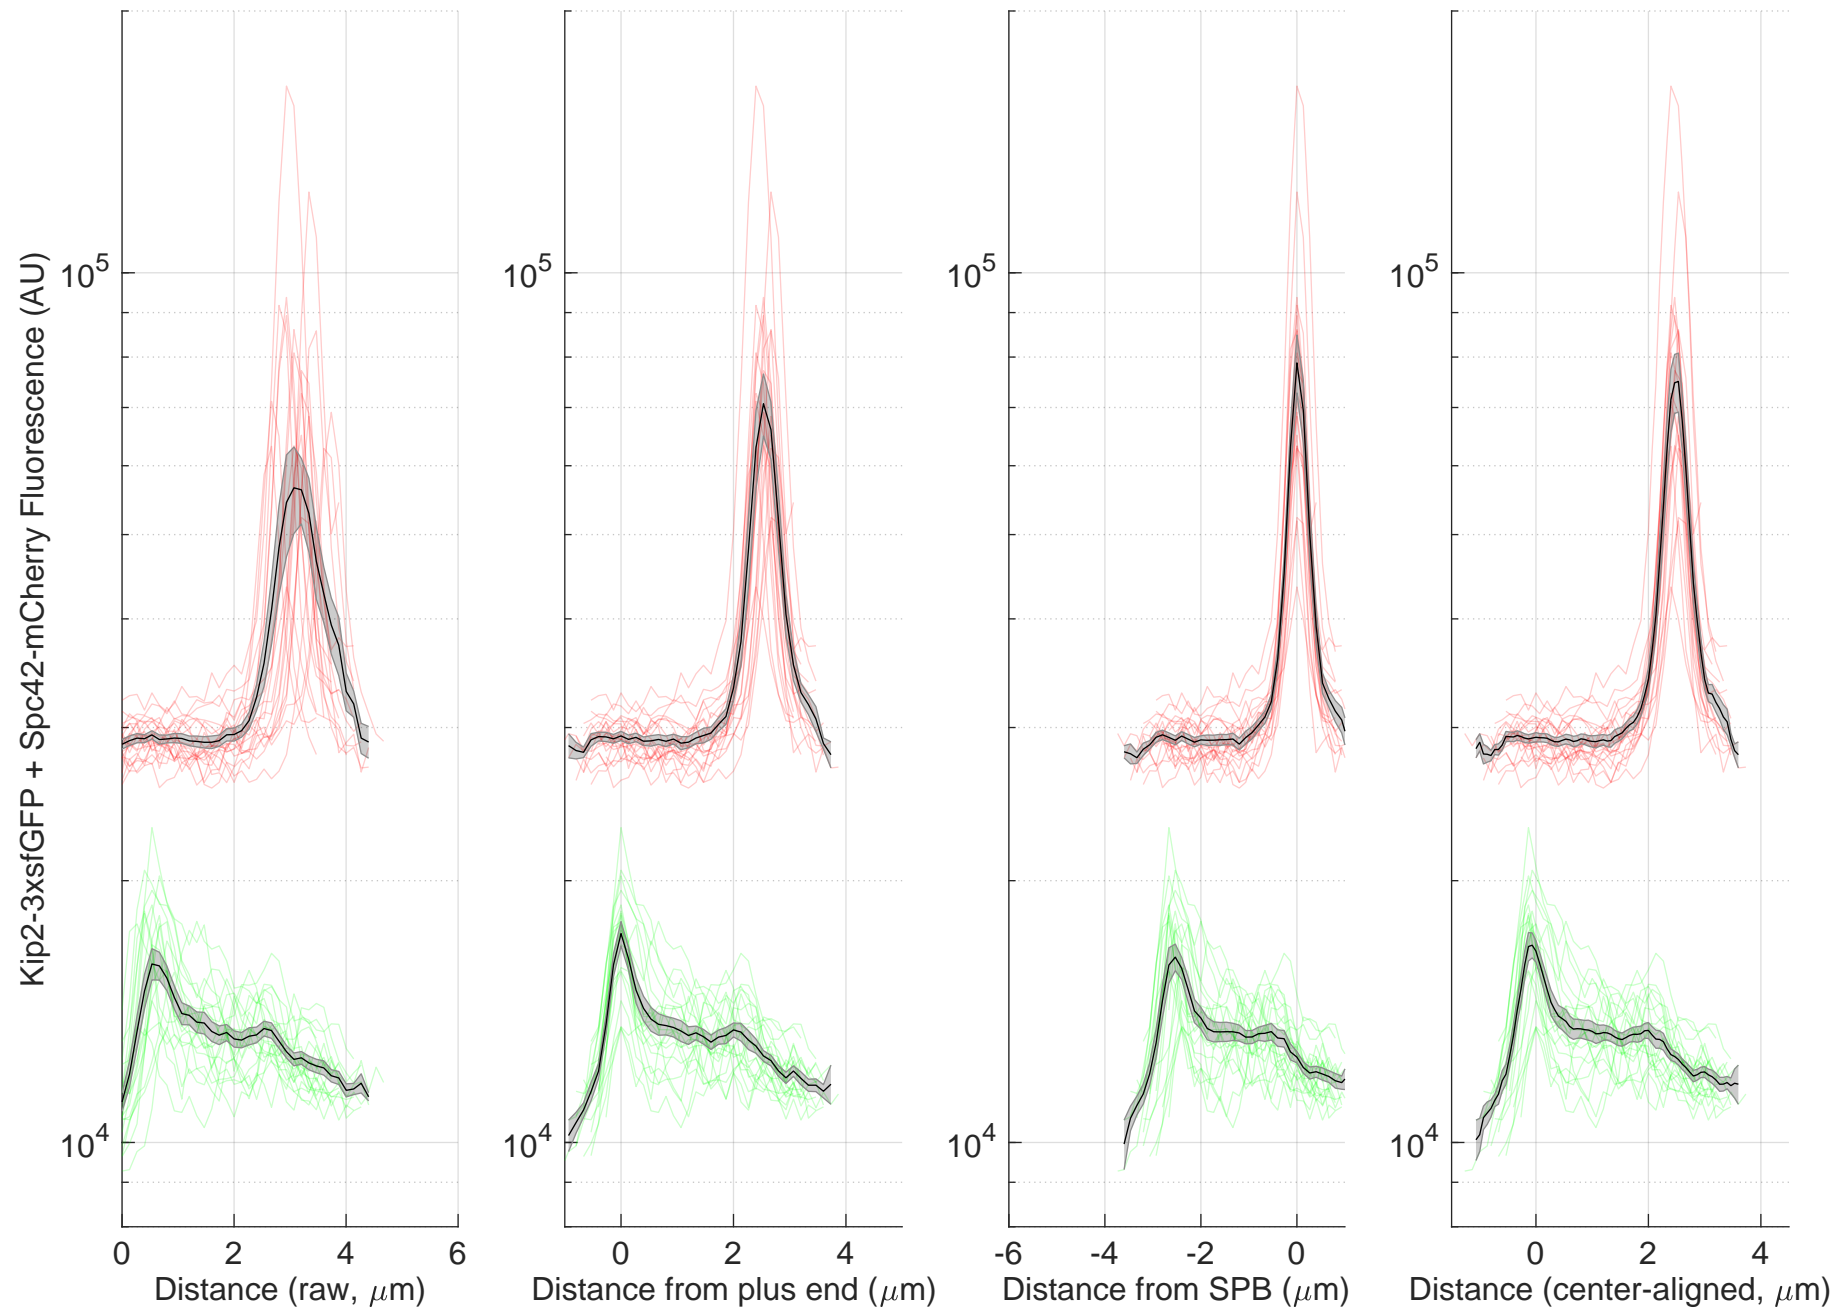 Kip2-3xsfGFP + Spc42-mCherry Fluorescence (AU)
10^5
10^4
0 2 4 6
Distance (raw, μm)
10^5
10^4
0 2 4
Distance from plus end (μm)
10^5
10^4
-6 -4 -2 0
Distance from SPB (μm)
10^5
10^4
0 2 4
Distance (center-aligned, μm)